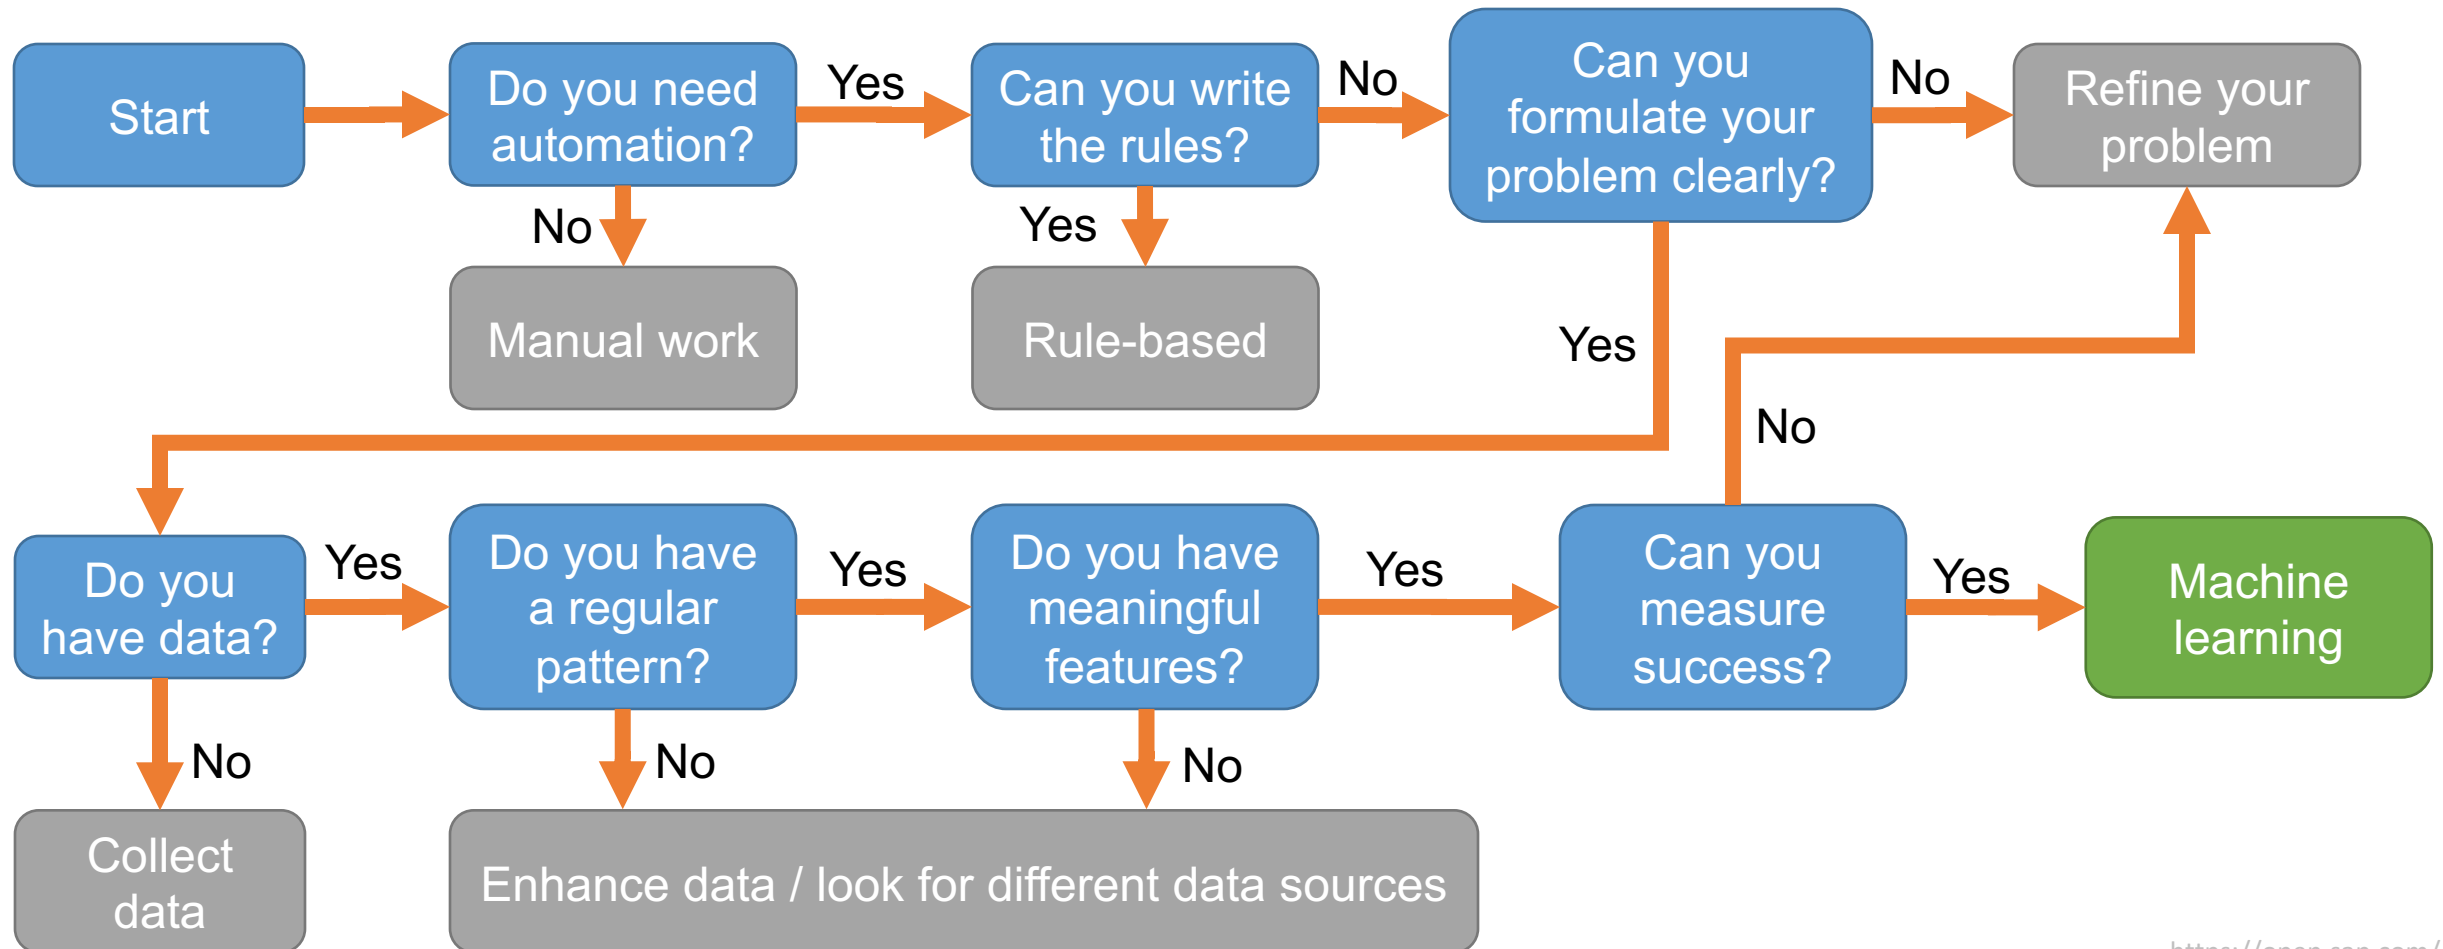 Start
Do you need
automation?
Yes
Can you write
the rules?
No
Can you
formulate your
problem clearly?
No
Refine your
problem
No
Manual work
Yes
Rule-based
Yes
No
Do you
have data?
Yes
Do you have
a regular
pattern?
Yes
Do you have
meaningful
features?
Yes
Can you
measure
success?
Yes
Machine
learning
No
Collect
data
No
No
Enhance data / look for different data sources